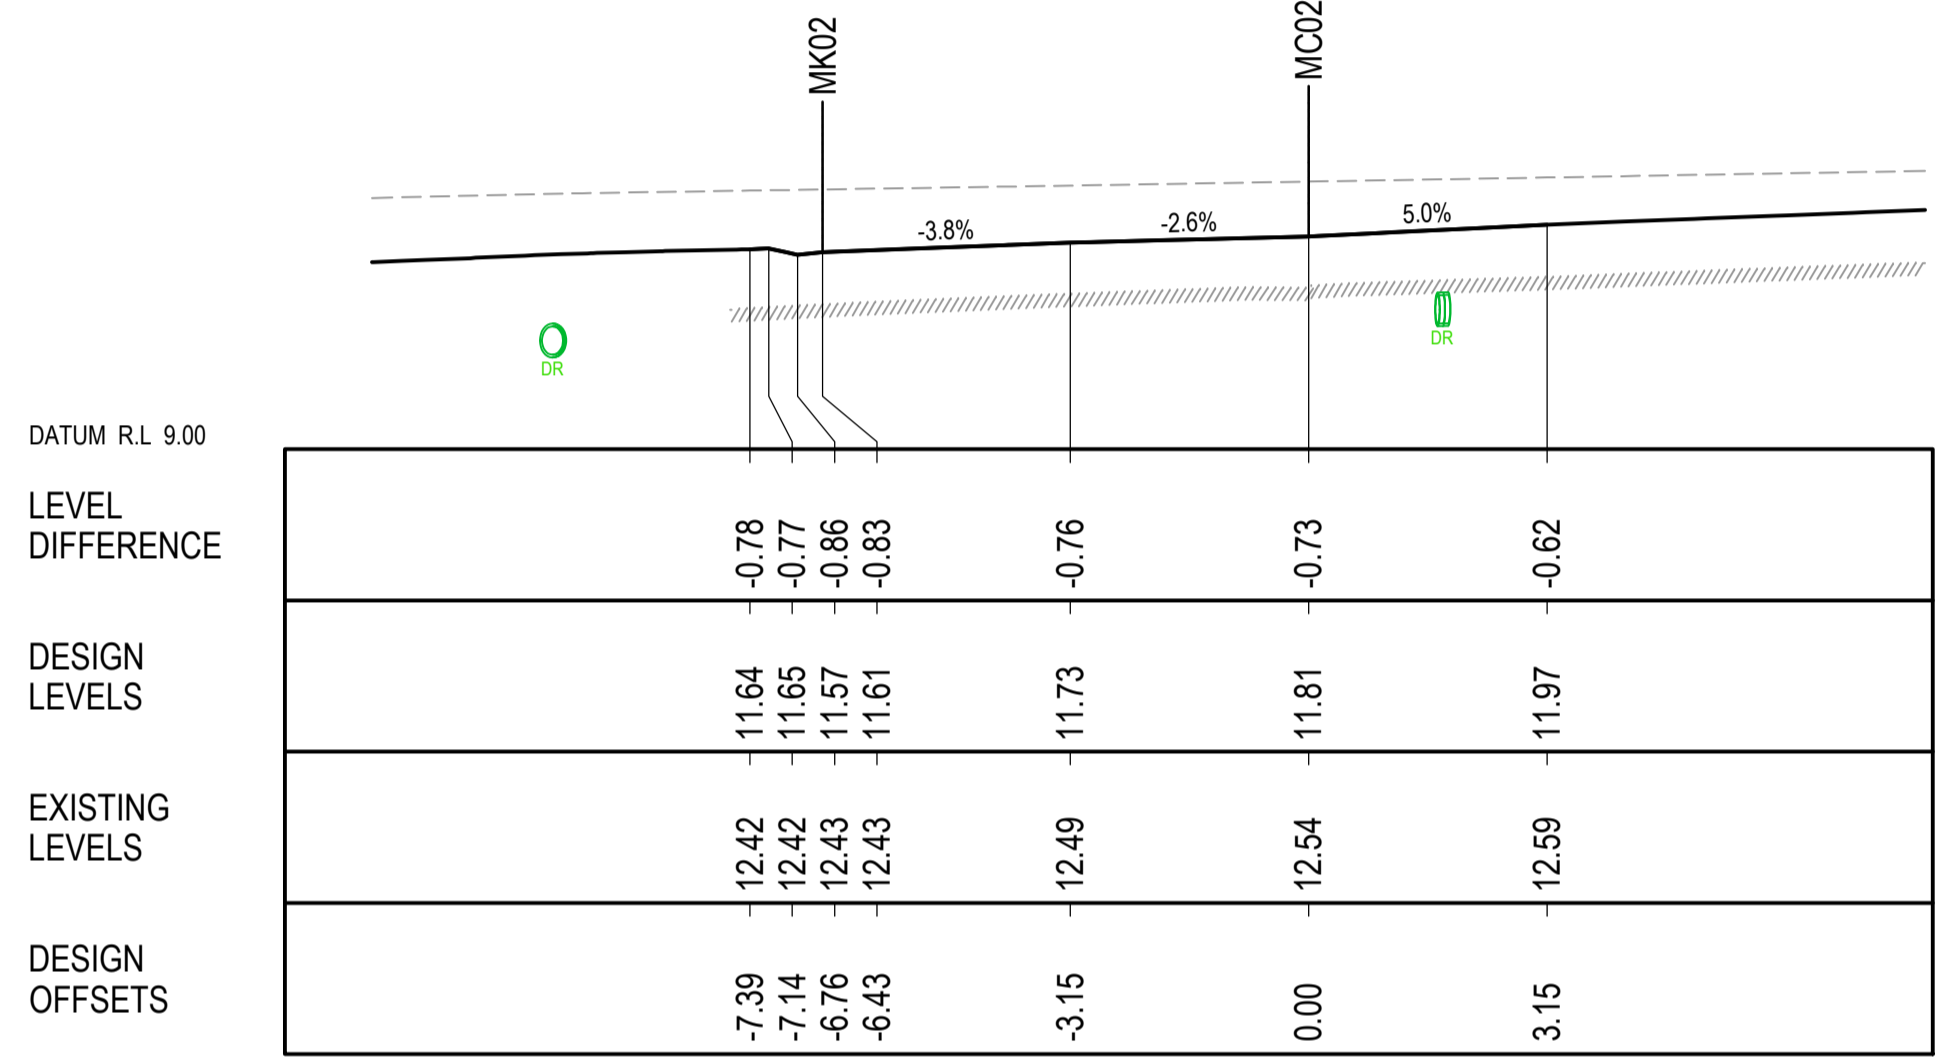 MK02
MC02
-3.8%
-2.6%
5.0%
DR
DR
DATUM R.L 9.00
LEVEL
DIFFERENCE
-0.78
-0.77
-0.86
-0.83
-0.76
-0.73
-0.62
DESIGN
LEVELS
11.64
11.65
11.57
11.61
11.73
11.81
11.97
EXISTING
LEVELS
12.42
12.42
12.43
12.43
12.49
12.54
12.59
DESIGN
OFFSETS
-7.39
-7.14
-6.76
-6.43
-3.15
0.00
3.15